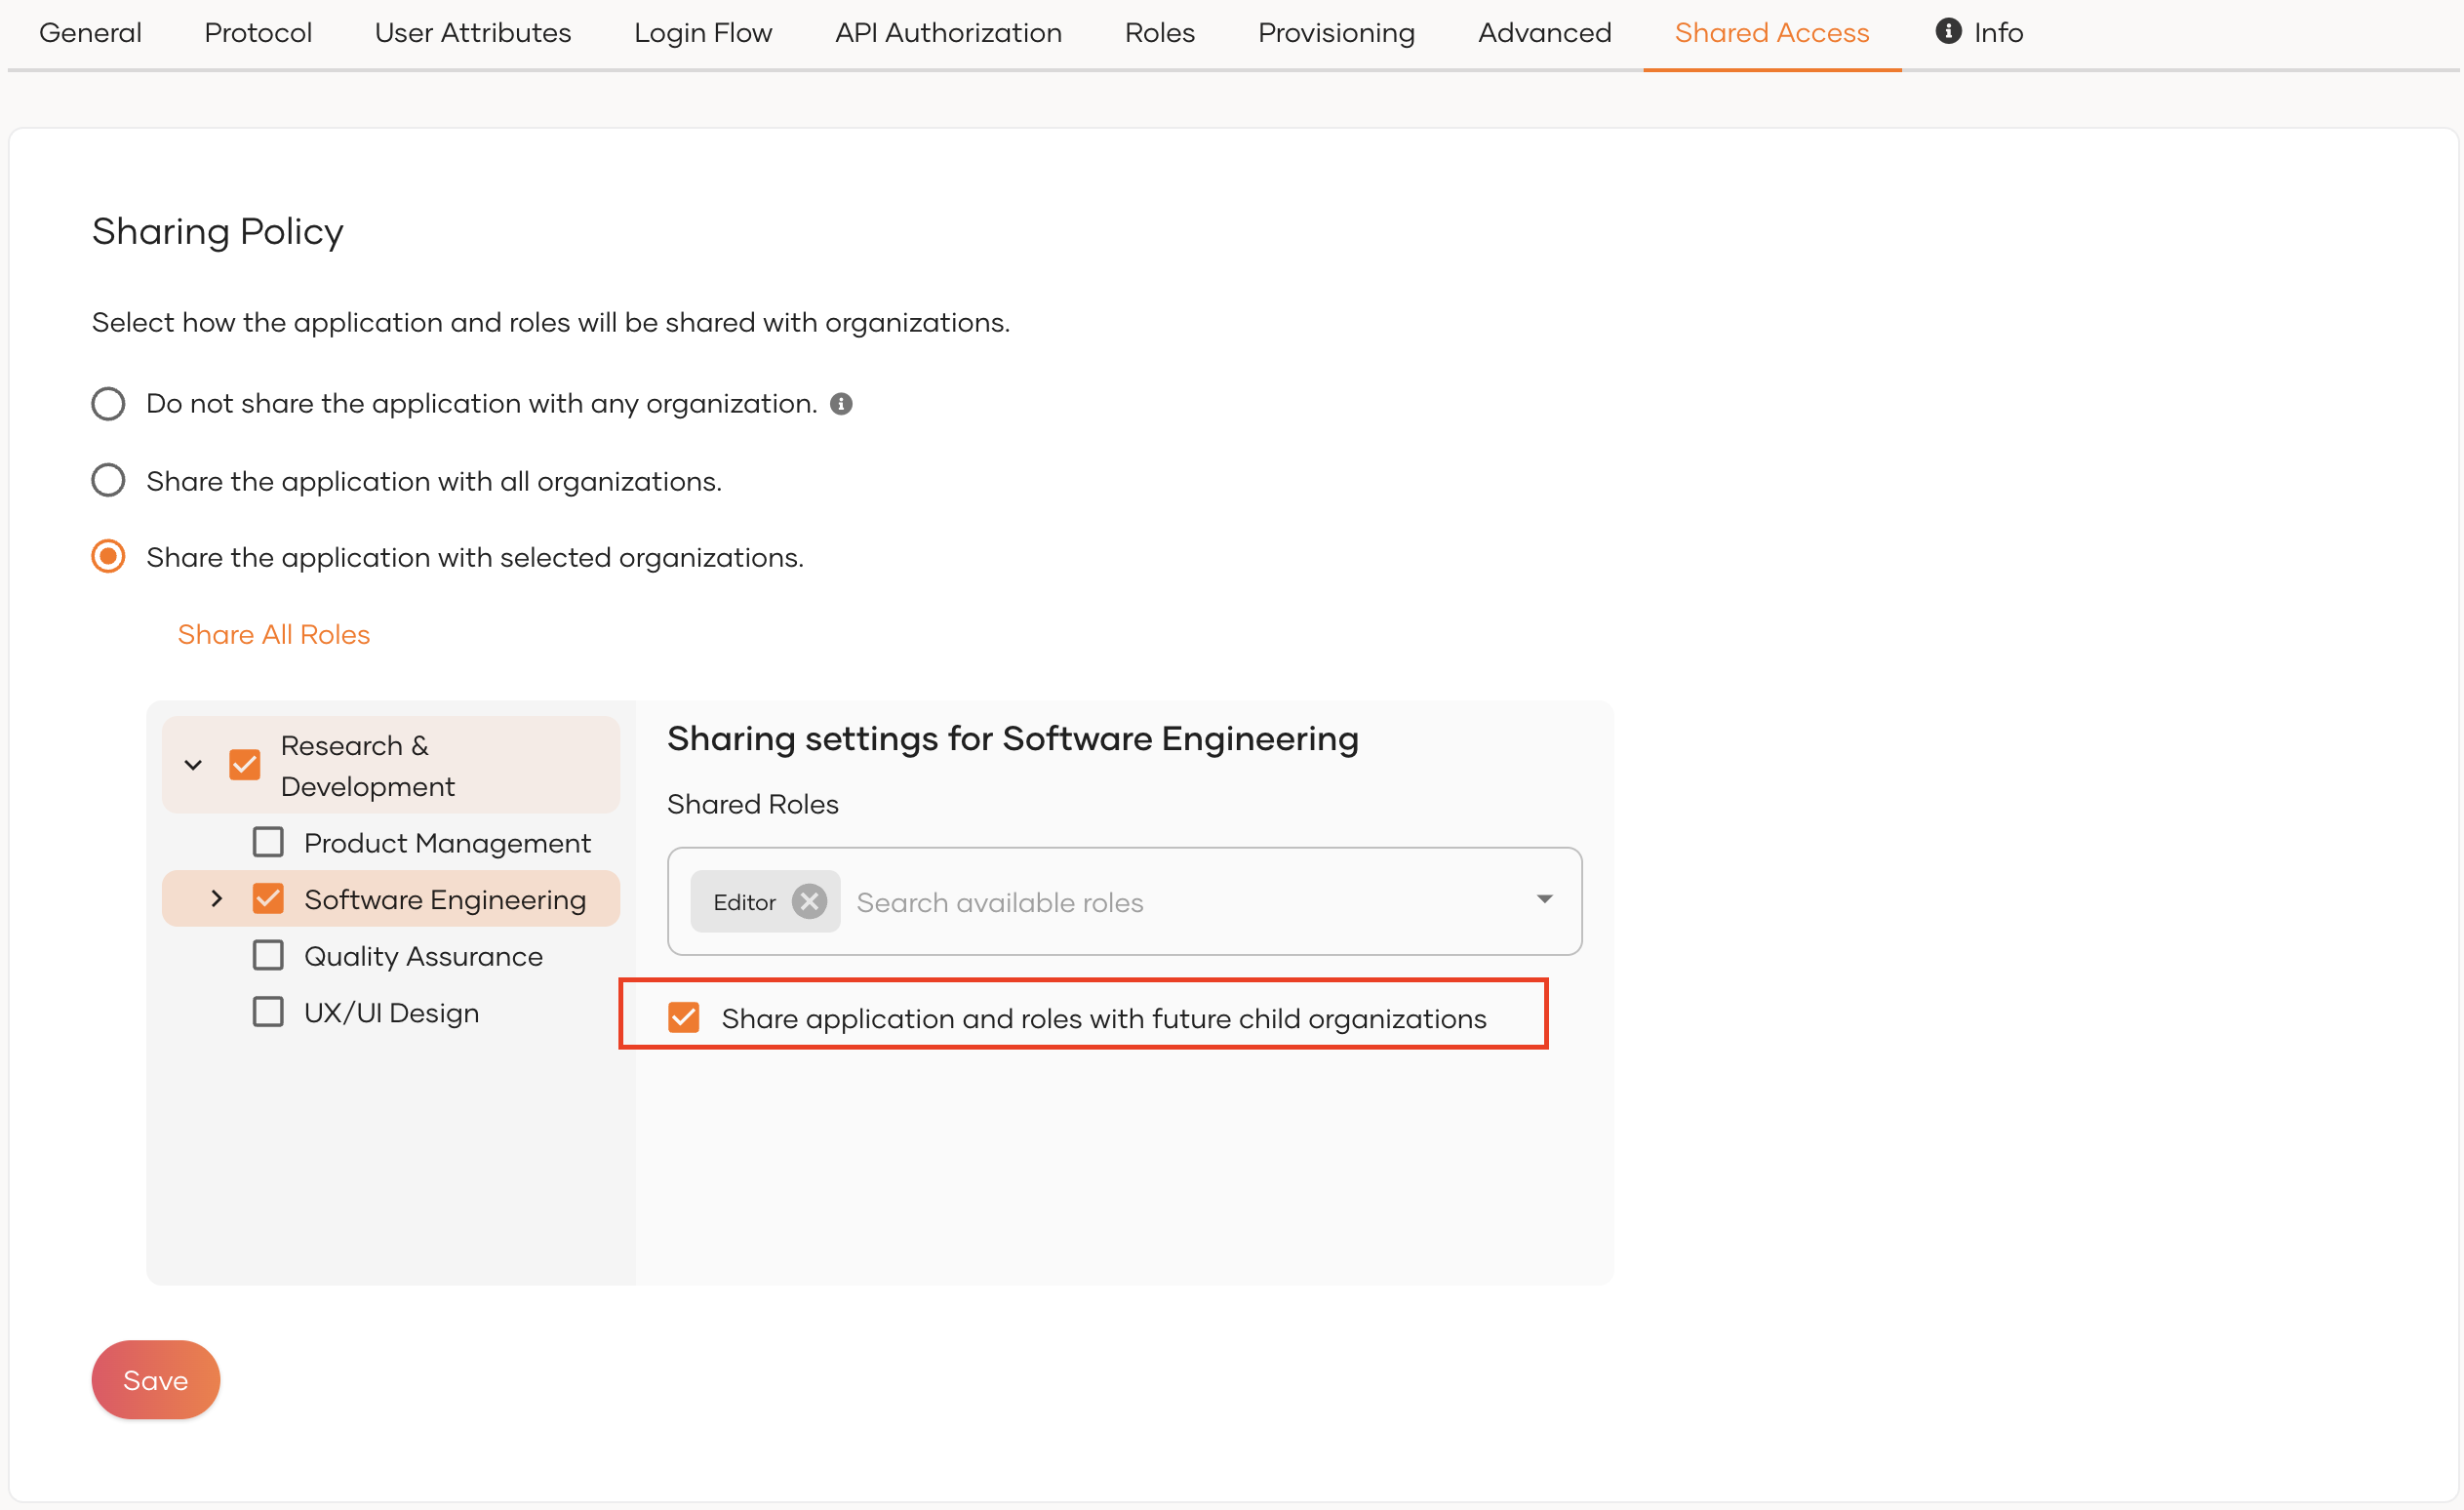 General Protocol User Attributes Login Flow API Authorization Roles Provisioning Advanced Shared Access Info
Sharing Policy
Select how the application and roles will be shared with organizations.
Do not share the application with any organization.
Share the application with all organizations.
Share the application with selected organizations.
Share All Roles
Research &
Development
Product Management
Software Engineering
Quality Assurance
UX/UI Design
Sharing settings for Software Engineering
Shared Roles
Editor Search available roles
Share application and roles with future child organizations
Save